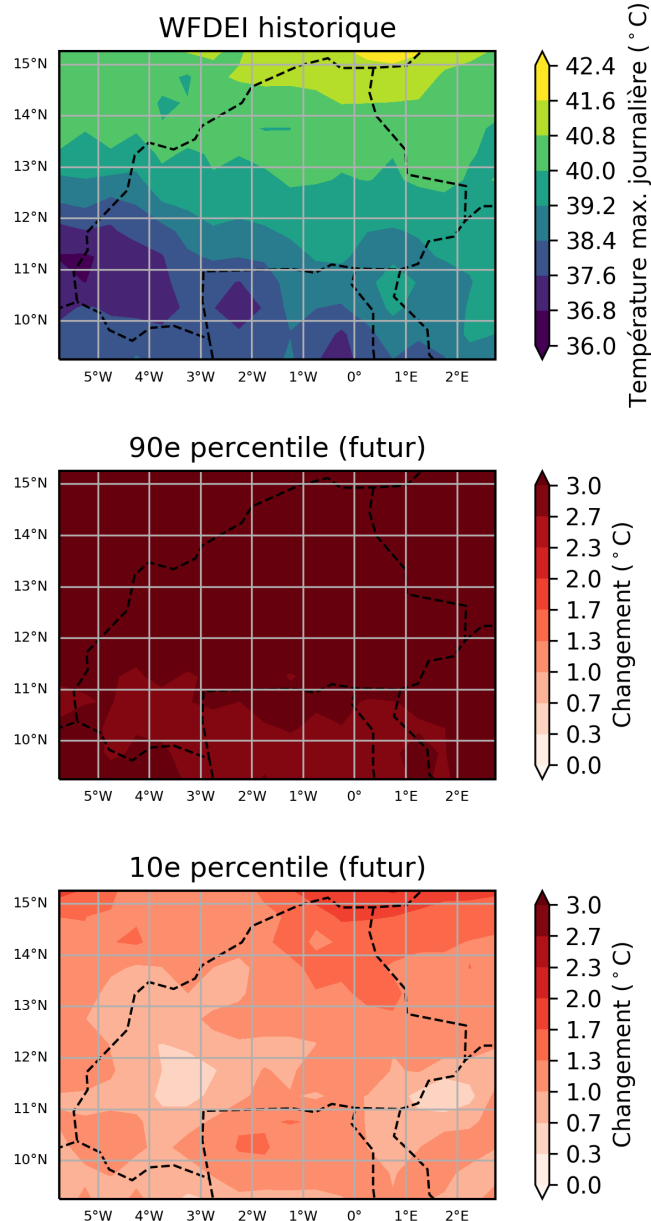 WFDEI historique
15°N
14°N
13°N
12°N
11°N
10°N
5°W 4°W 3°W 2°W 1°W 0° 1°E 2°E
42.4
41.6
40.8
40.0
39.2
38.4
37.6
36.8
36.0
Température max. journalière (°C)
90e percentile (futur)
15°N
14°N
13°N
12°N
11°N
10°N
5°W 4°W 3°W 2°W 1°W 0° 1°E 2°E
3.0
2.7
2.3
2.0
1.7
1.3
1.0
0.7
0.3
0.0
Changement (°C)
10e percentile (futur)
15°N
14°N
13°N
12°N
11°N
10°N
5°W 4°W 3°W 2°W 1°W 0° 1°E 2°E
3.0
2.7
2.3
2.0
1.7
1.3
1.0
0.7
0.3
0.0
Changement (°C)